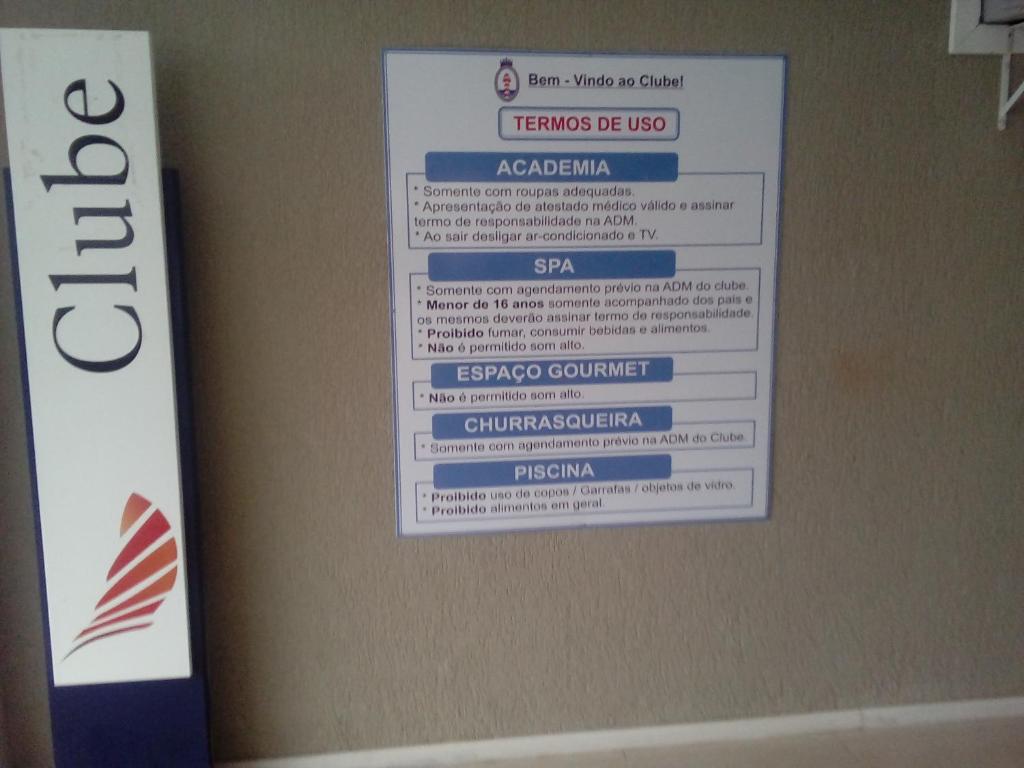 Clube
Bem - Vindo ao Clube!
TERMOS DE USO
ACADEMIA
* Somente com roupas adequadas.
* Apresentação de atestado médico válido e assinar
termo de responsabilidade na ADM.
* Ao sair desligar ar-condicionado e TV.
SPA
* Somente com agendamento prévio na ADM do clube.
* Menor de 16 anos somente acompanhado dos pais e
os mesmos deverão assinar termo de responsabilidade.
* Proibido fumar, consumir bebidas e alimentos.
* Não é permitido som alto.
ESPAÇO GOURMET
* Não é permitido som alto.
CHURRASQUEIRA
* Somente com agendamento prévio na ADM do Clube.
PISCINA
* Proibido uso de copos / Garrafas / objetos de vidro.
* Proibido alimentos em geral.